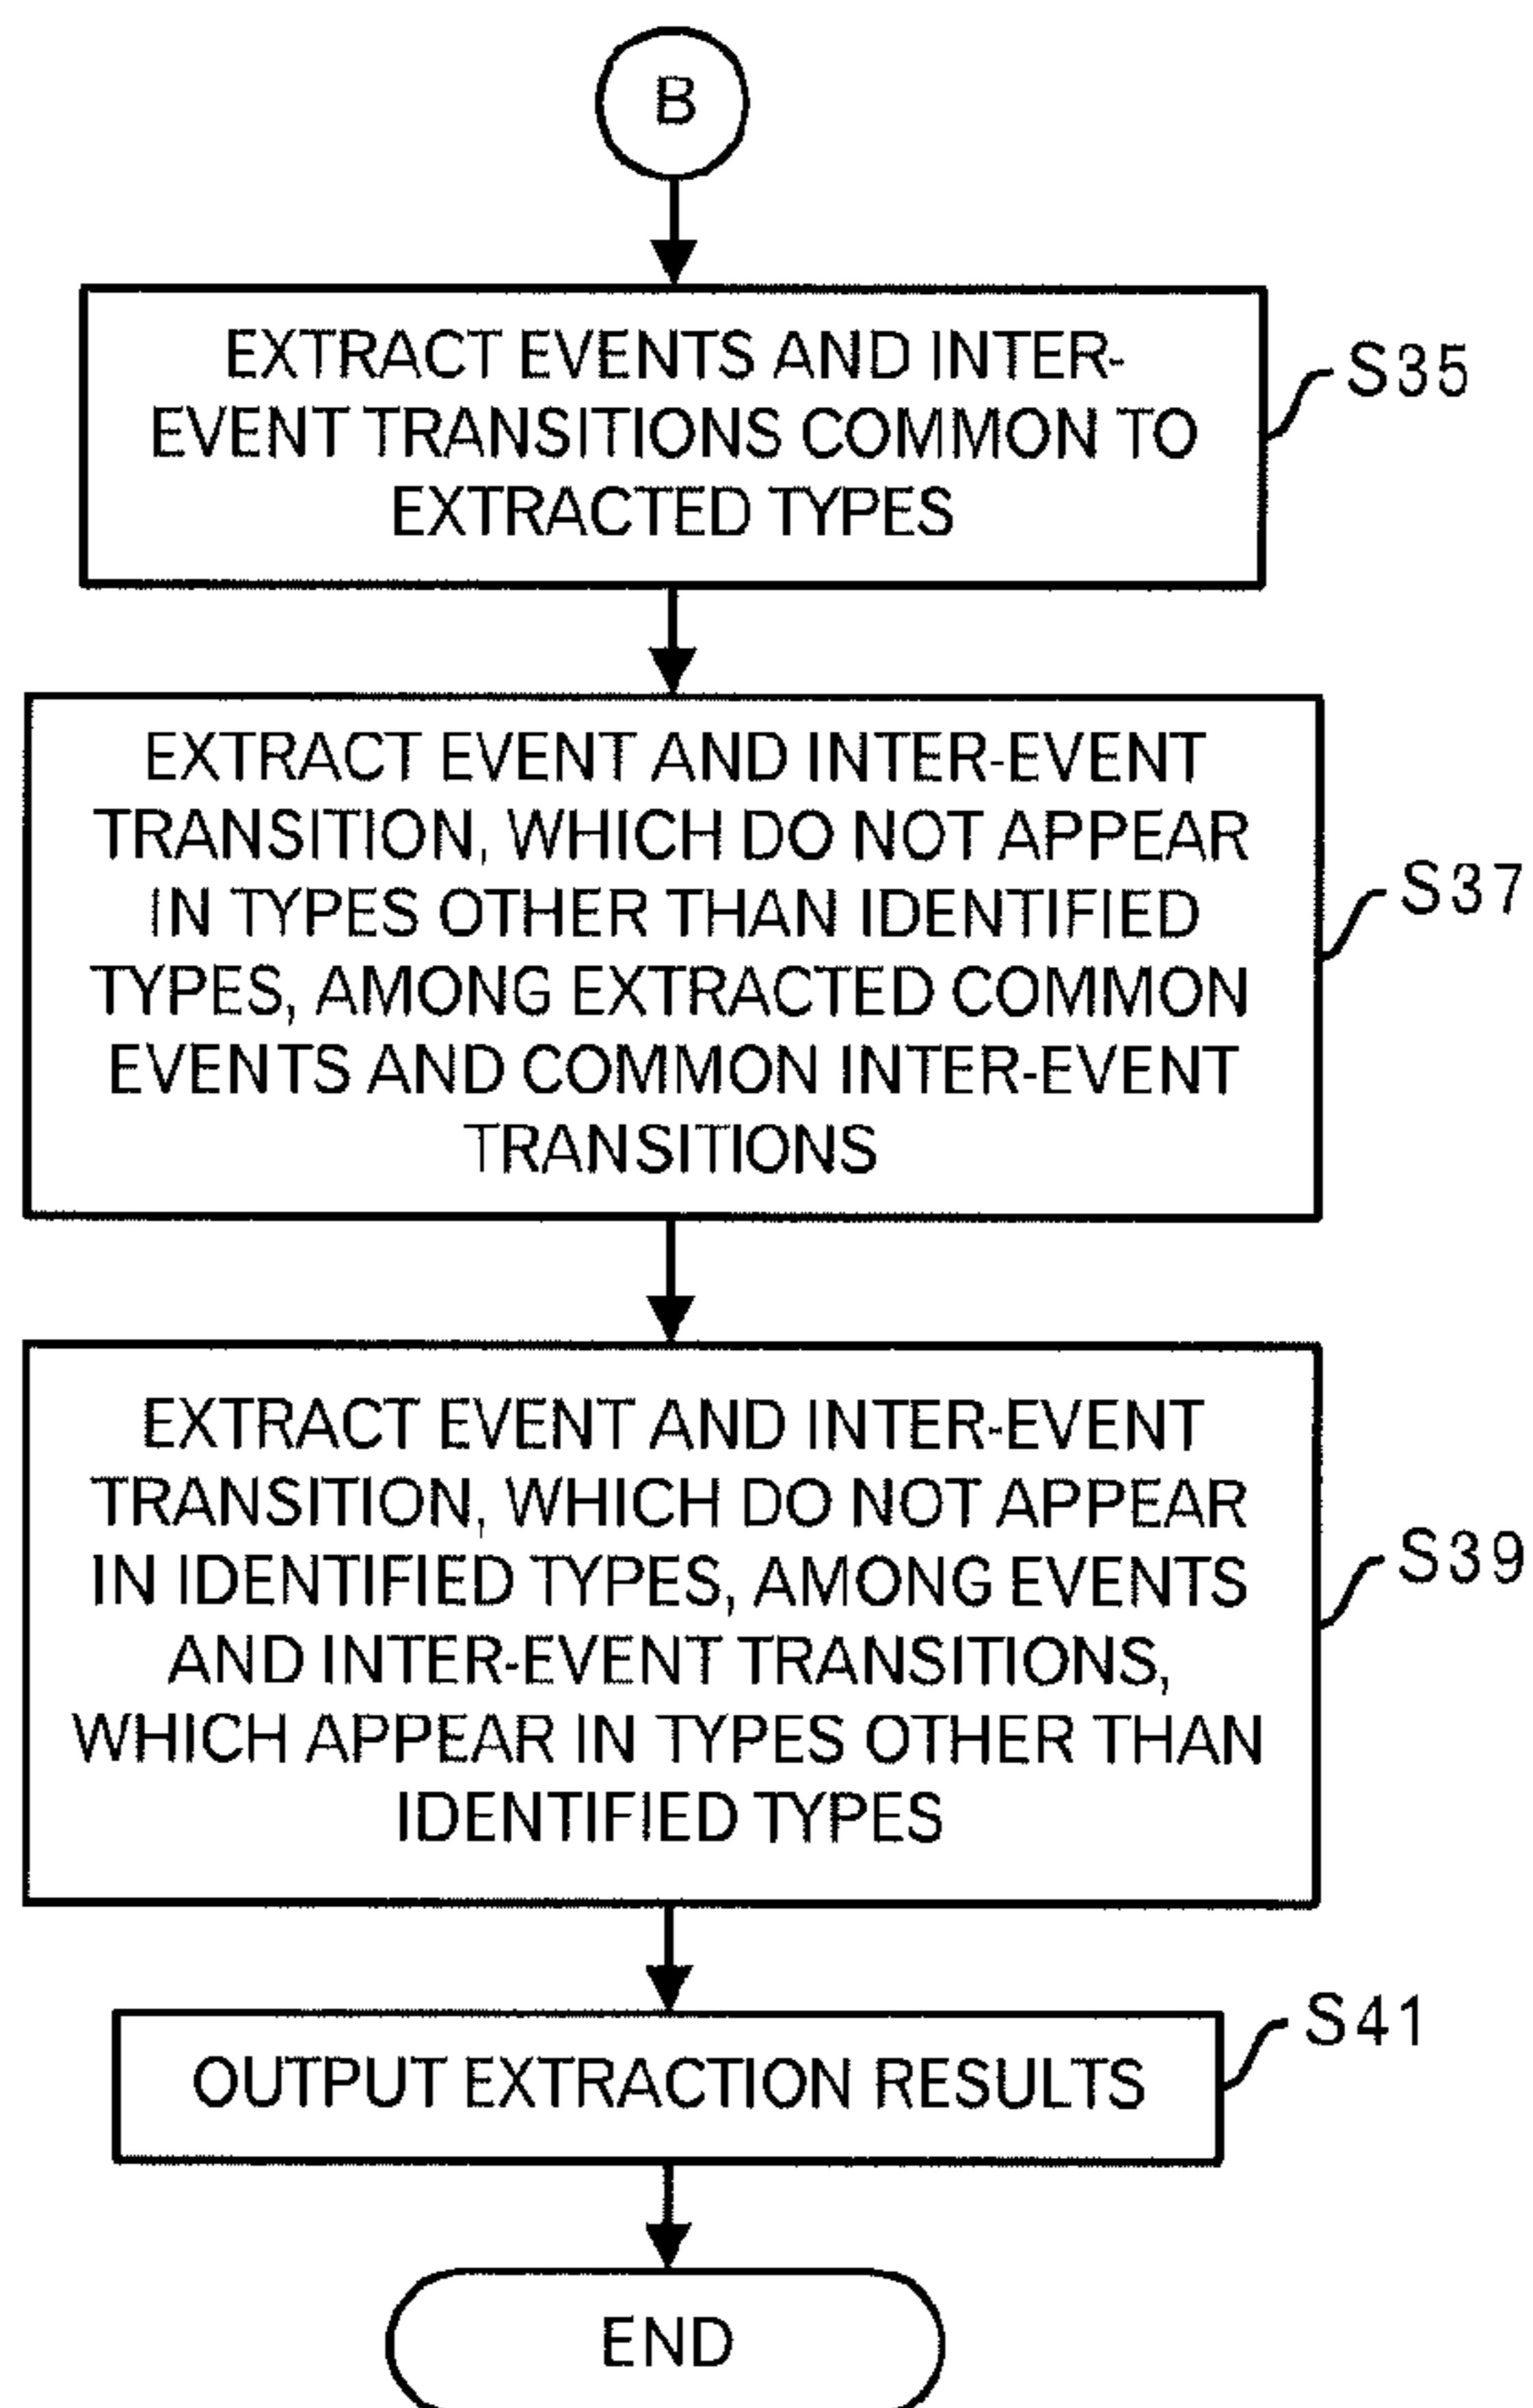 B
EXTRACT EVENTS AND INTER-
EVENT TRANSITIONS COMMON TO
EXTRACTED TYPES
S35
EXTRACT EVENT AND INTER-EVENT
TRANSITION, WHICH DO NOT APPEAR
IN TYPES OTHER THAN IDENTIFIED
TYPES, AMONG EXTRACTED COMMON
EVENTS AND COMMON INTER-EVENT
TRANSITIONS
S37
EXTRACT EVENT AND INTER-EVENT
TRANSITION, WHICH DO NOT APPEAR
IN IDENTIFIED TYPES, AMONG EVENTS
AND INTER-EVENT TRANSITIONS,
WHICH APPEAR IN TYPES OTHER THAN
IDENTIFIED TYPES
S39
OUTPUT EXTRACTION RESULTS
S41
END